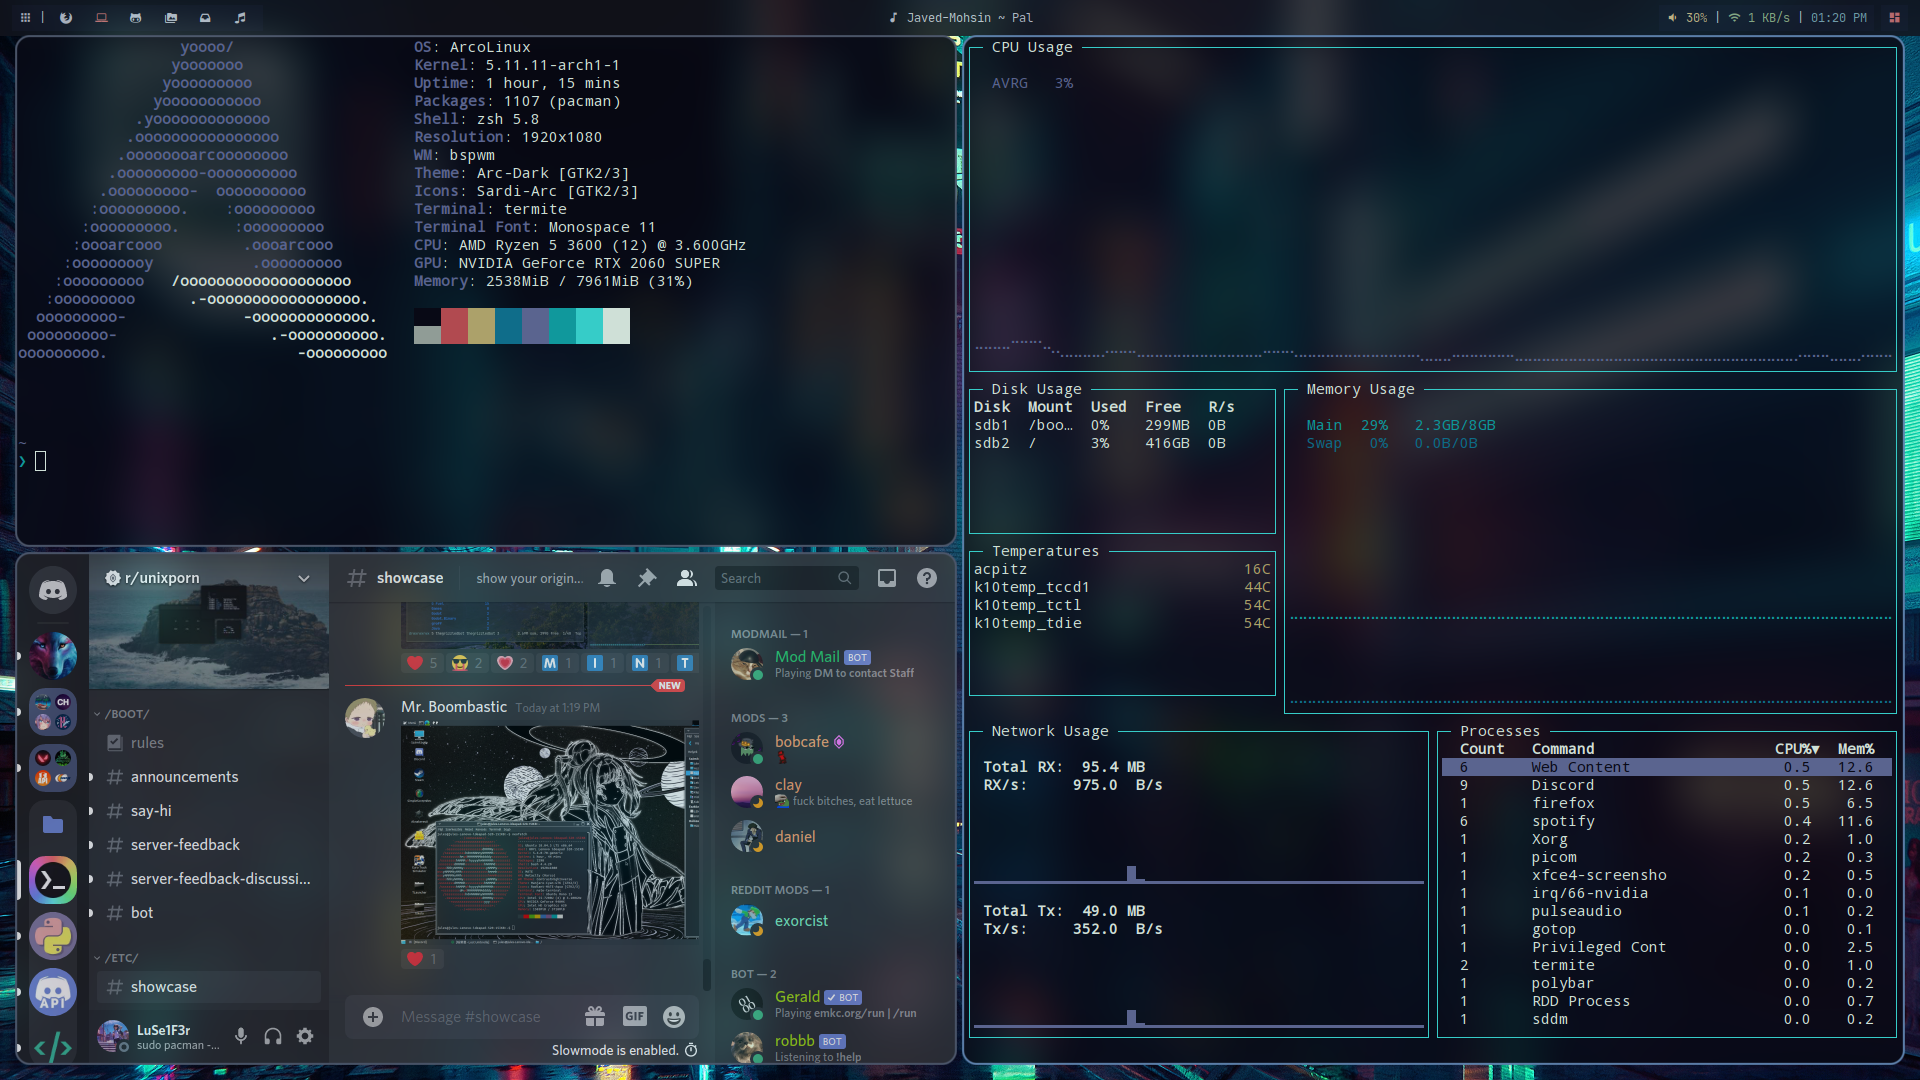 Javed-Mohsin ~ Pal
30% | 1 KB/s | 01:20 PM
yoooo/
yooooooo
yooooooooo
yooooooooooo
.yooooooooooooo
.oooooooooooooooo
.oooooooarcoooooooo
.ooooooooo-oooooooooo
.ooooooooo-  oooooooooo
:ooooooooo.    :ooooooooo
:ooooooooo.      :ooooooooo
:oooarcooo         .oooarcooo
:ooooooooy           .ooooooooo
:ooooooooo   /ooooooooooooooooooo
:ooooooooo      .-ooooooooooooooooo.
ooooooooo-             -ooooooooooooo.
ooooooooo-                 .-oooooooooo.
ooooooooo.                     -ooooooooo
OS: ArcoLinux
Kernel: 5.11.11-arch1-1
Uptime: 1 hour, 15 mins
Packages: 1107 (pacman)
Shell: zsh 5.8
Resolution: 1920x1080
WM: bspwm
Theme: Arc-Dark [GTK2/3]
Icons: Sardi-Arc [GTK2/3]
Terminal: termite
Terminal Font: Monospace 11
CPU: AMD Ryzen 5 3600 (12) @ 3.600GHz
GPU: NVIDIA GeForce RTX 2060 SUPER
Memory: 2538MiB / 7961MiB (31%)
~
❯
CPU Usage
AVRG 3%
Disk Usage
Disk Mount Used Free R/s
sdb1 /boo… 0% 299MB 0B
sdb2 / 3% 416GB 0B
Memory Usage
Main 29% 2.3GB/8GB
Swap 0% 0.0B/0B
Temperatures
acpitz 16C
k10temp_tccd1 44C
k10temp_tctl 54C
k10temp_tdie 54C
Network Usage
Total RX: 95.4 MB
RX/s: 975.0 B/s
Total Tx: 49.0 MB
Tx/s: 352.0 B/s
Processes
Count Command CPU%▼ Mem%
6 Web Content 0.5 12.6
9 Discord 0.5 12.6
1 firefox 0.5 6.5
6 spotify 0.4 11.6
1 Xorg 0.2 1.0
1 picom 0.2 0.3
1 xfce4-screensho 0.2 0.5
1 irq/66-nvidia 0.1 0.0
1 pulseaudio 0.1 0.2
1 gotop 0.0 0.1
1 Privileged Cont 0.0 2.5
2 termite 0.0 1.0
1 polybar 0.0 0.2
1 RDD Process 0.0 0.7
1 sddm 0.0 0.2
CH
API
r/unixporn
/BOOT/
rules
# announcements
# say-hi
# server-feedback
# server-feedback-discussi...
# bot
/ETC/
# showcase
LuSe1F3r
sudo pacman -...
# showcase
show your origin...
Search
5 2 2 M 1 I 1 N 1 T
NEW
Mr. Boombastic Today at 1:19 PM
1
Message #showcase
GIF
Slowmode is enabled.
MODMAIL — 1
Mod Mail BOT
Playing DM to contact Staff
MODS — 3
bobcafe
clay
fuck bitches, eat lettuce
daniel
REDDIT MODS — 1
exorcist
BOT — 2
Gerald BOT
Playing emkc.org/run | /run
robbb BOT
Listening to !help